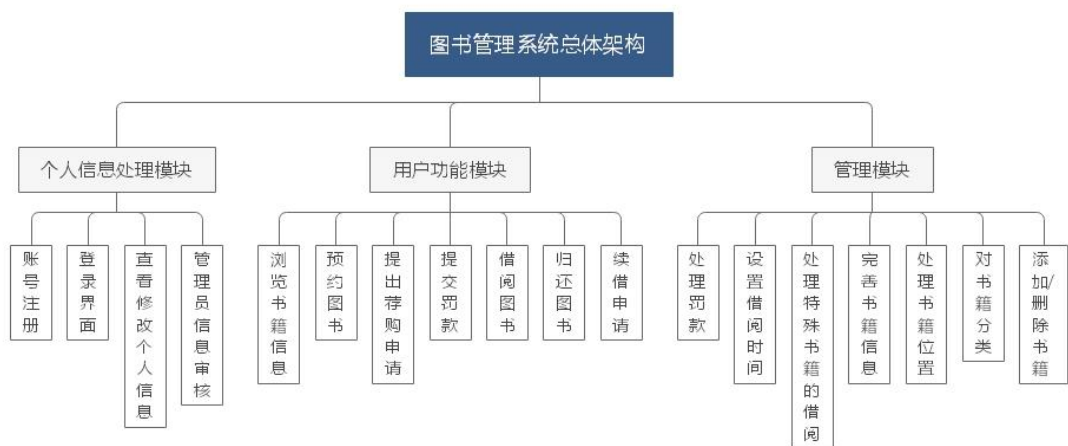 图书管理系统总体架构
个人信息处理模块
用户功能模块
管理模块
账号注册
登录界面
查看修改个人信息
管理员信息审核
浏览书籍信息
预约图书
提出荐购申请
提交罚款
借阅图书
归还图书
续借申请
处理罚款
设置借阅时间
处理特殊书籍的借阅
完善书籍信息
处理书籍位置
对书籍分类
添加/删除书籍